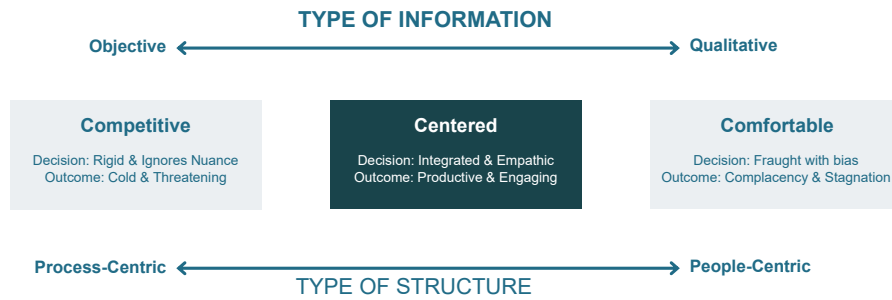 TYPE OF INFORMATION
Objective
Qualitative
Competitive
Decision: Rigid & Ignores Nuance
Outcome: Cold & Threatening
Centered
Decision: Integrated & Empathic
Outcome: Productive & Engaging
Comfortable
Decision: Fraught with bias
Outcome: Complacency & Stagnation
Process-Centric
People-Centric
TYPE OF STRUCTURE